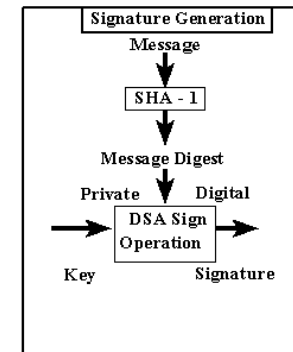 Signature Generation
Message
SHA - 1
Message Digest
Private Digital
DSA Sign
Operation
Key Signature